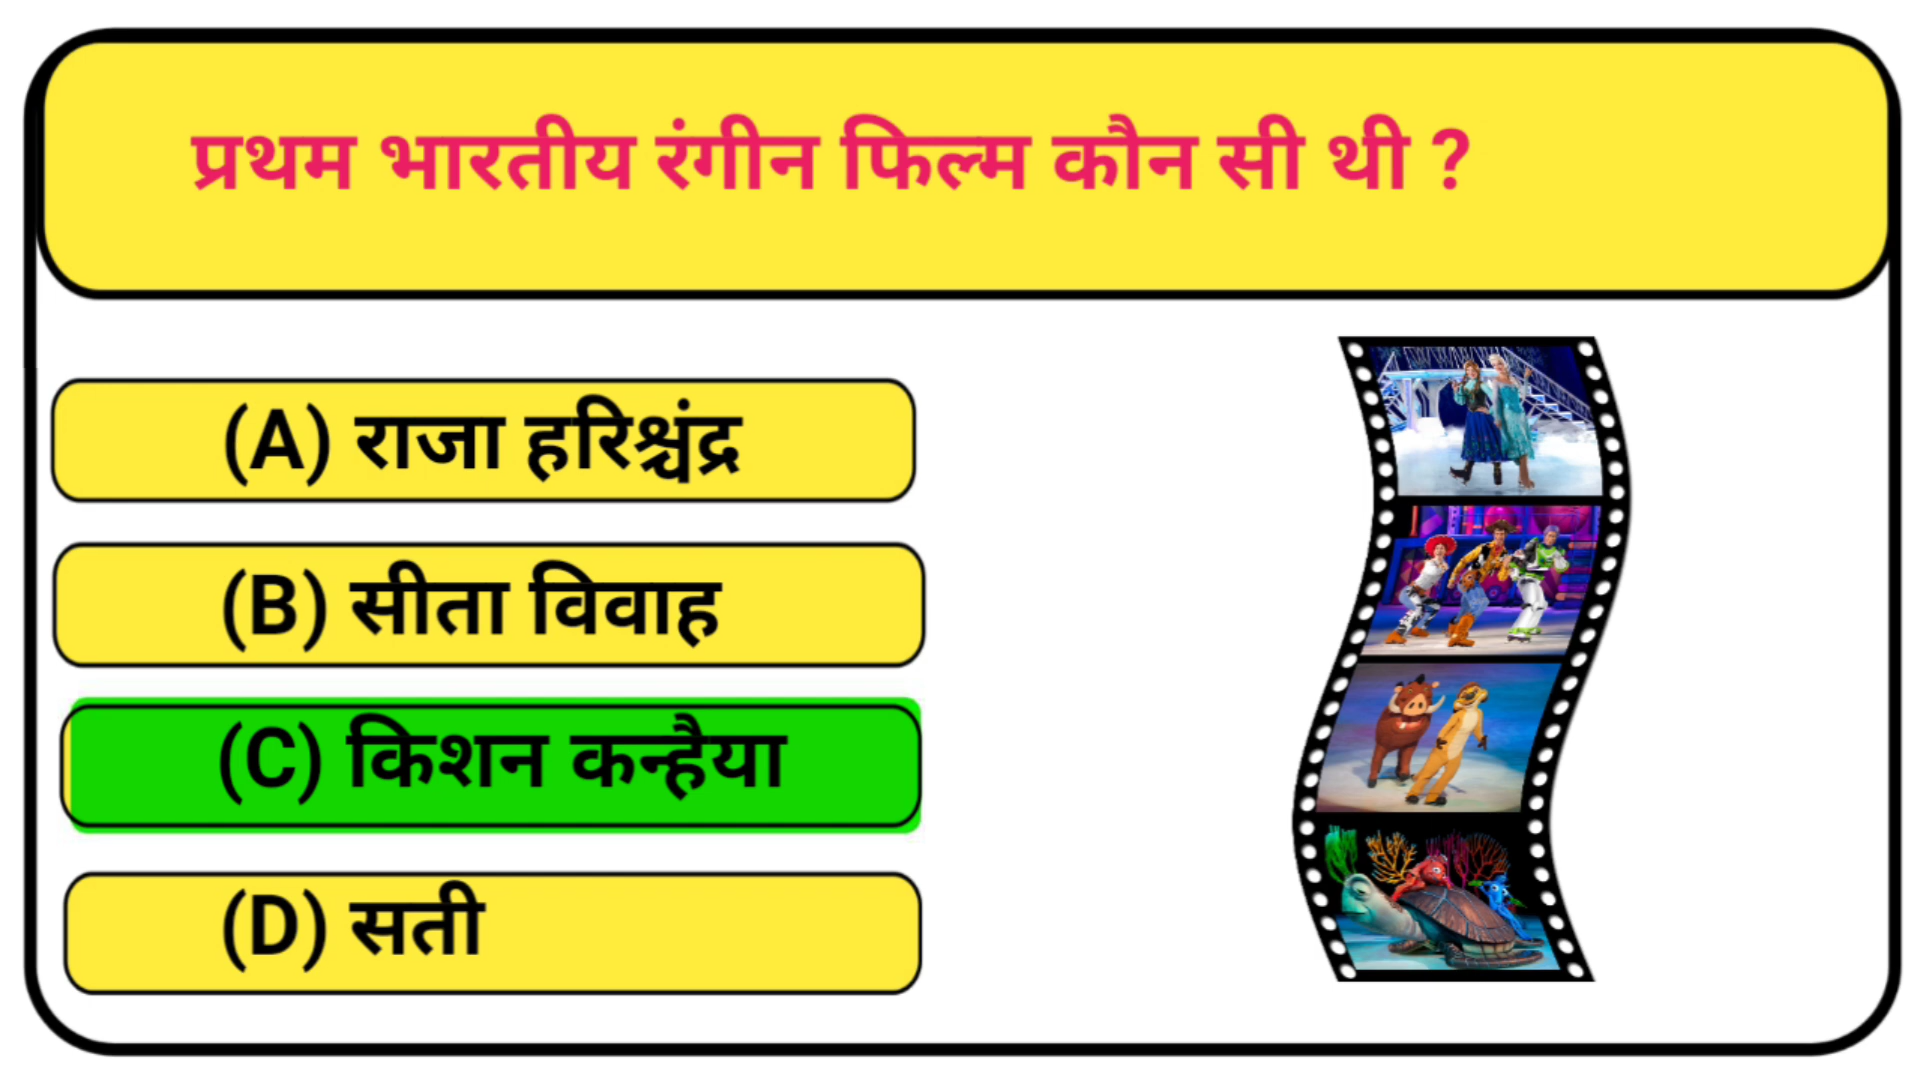 प्रथम भारतीय रंगीन फिल्म कौन सी थी ?
(A) राजा हरिश्चंद्र
(B) सीता विवाह
(C) किशन कन्हैया
(D) सती